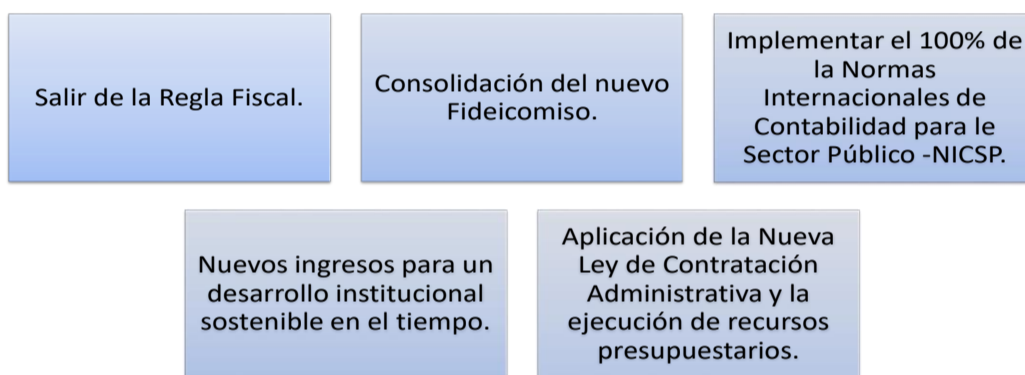 Salir de la Regla Fiscal.
Consolidación del nuevo
Fideicomiso.
Implementar el 100% de
la Normas
Internacionales de
Contabilidad para le
Sector Público -NICSP.
Nuevos ingresos para un
desarrollo institucional
sostenible en el tiempo.
Aplicación de la Nueva
Ley de Contratación
Administrativa y la
ejecución de recursos
presupuestarios.